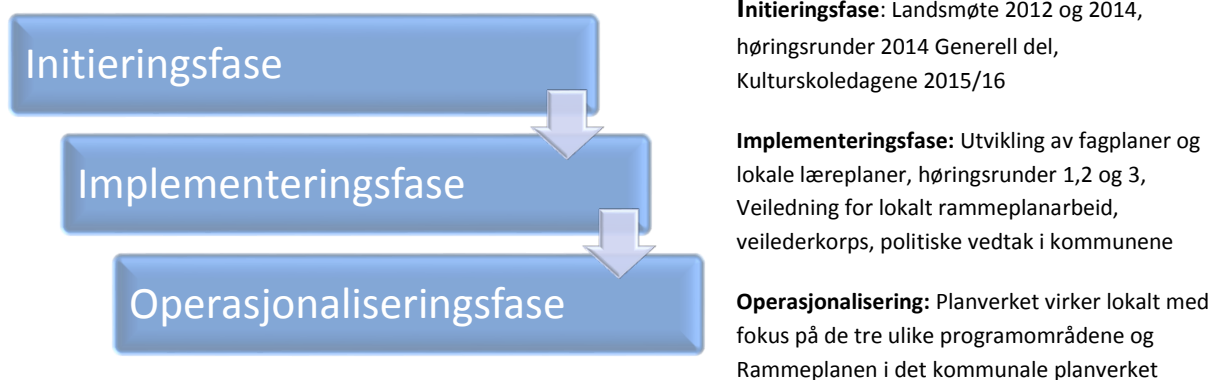 Initieringsfase
Implementeringsfase
Operasjonaliseringsfase
Initieringsfase: Landsmøte 2012 og 2014,
høringsrunder 2014 Generell del,
Kulturskoledagene 2015/16
Implementeringsfase: Utvikling av fagplaner og
lokale læreplaner, høringsrunder 1,2 og 3,
Veiledning for lokalt rammeplanarbeid,
veilederkorps, politiske vedtak i kommunene
Operasjonalisering: Planverket virker lokalt med
fokus på de tre ulike programområdene og
Rammeplanen i det kommunale planverket